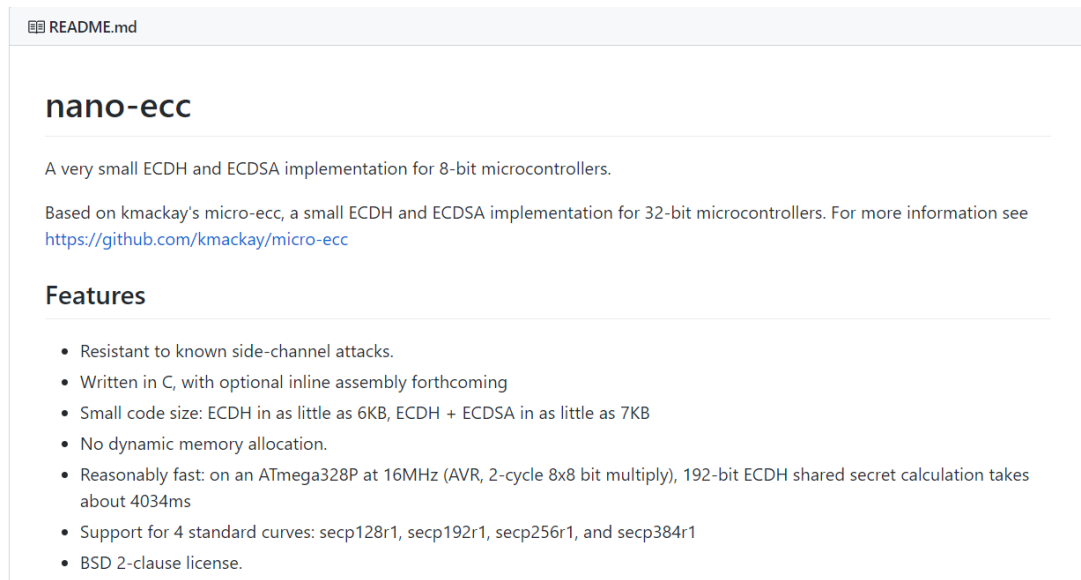 README.md
nano-ecc
A very small ECDH and ECDSA implementation for 8-bit microcontrollers.
Based on kmackay's micro-ecc, a small ECDH and ECDSA implementation for 32-bit microcontrollers. For more information see
https://github.com/kmackay/micro-ecc
Features
• Resistant to known side-channel attacks.
• Written in C, with optional inline assembly forthcoming
• Small code size: ECDH in as little as 6KB, ECDH + ECDSA in as little as 7KB
• No dynamic memory allocation.
• Reasonably fast: on an ATmega328P at 16MHz (AVR, 2-cycle 8x8 bit multiply), 192-bit ECDH shared secret calculation takes
about 4034ms
• Support for 4 standard curves: secp128r1, secp192r1, secp256r1, and secp384r1
• BSD 2-clause license.